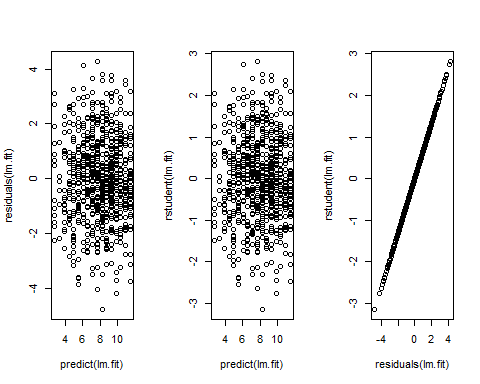 residuals(lm.fit)
4
2
0
-2
-4
4 6 8 10
predict(lm.fit)
rstudent(lm.fit)
3
2
1
0
-1
-2
-3
4 6 8 10
predict(lm.fit)
rstudent(lm.fit)
3
2
1
0
-1
-2
-3
-4 0 2 4
residuals(lm.fit)